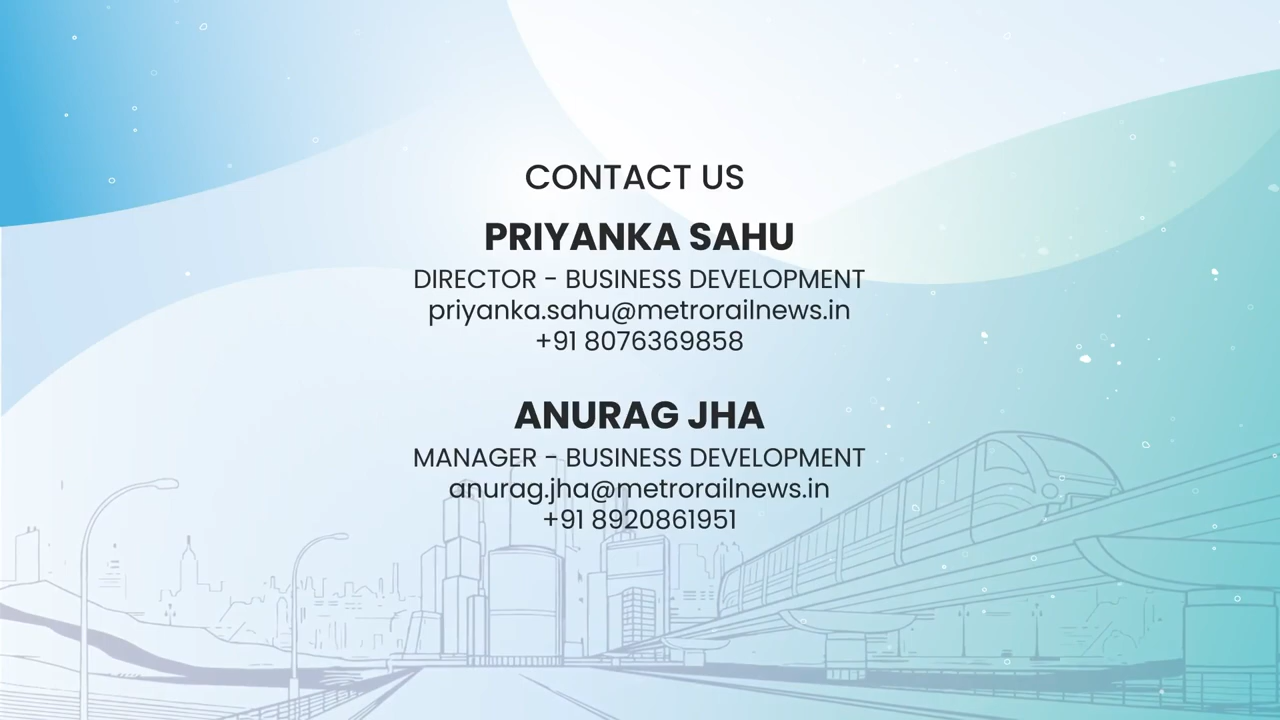 CONTACT US
PRIYANKA SAHU
DIRECTOR - BUSINESS DEVELOPMENT
priyanka.sahu@metrorailnews.in
+91 8076369858
ANURAG JHA
MANAGER - BUSINESS DEVELOPMENT
anurag.jha@metrorailnews.in
+91 8920861951